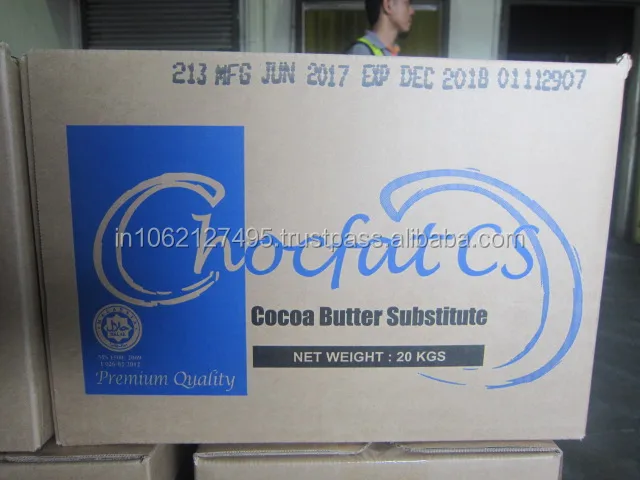 213 MFG JUN 2017 EXP DEC 2018 01112907
Chocfat CS
in1062127495.trustpass.alibaba.com
Cocoa Butter Substitute
NET WEIGHT : 20 KGS
HALAL
Premium Quality